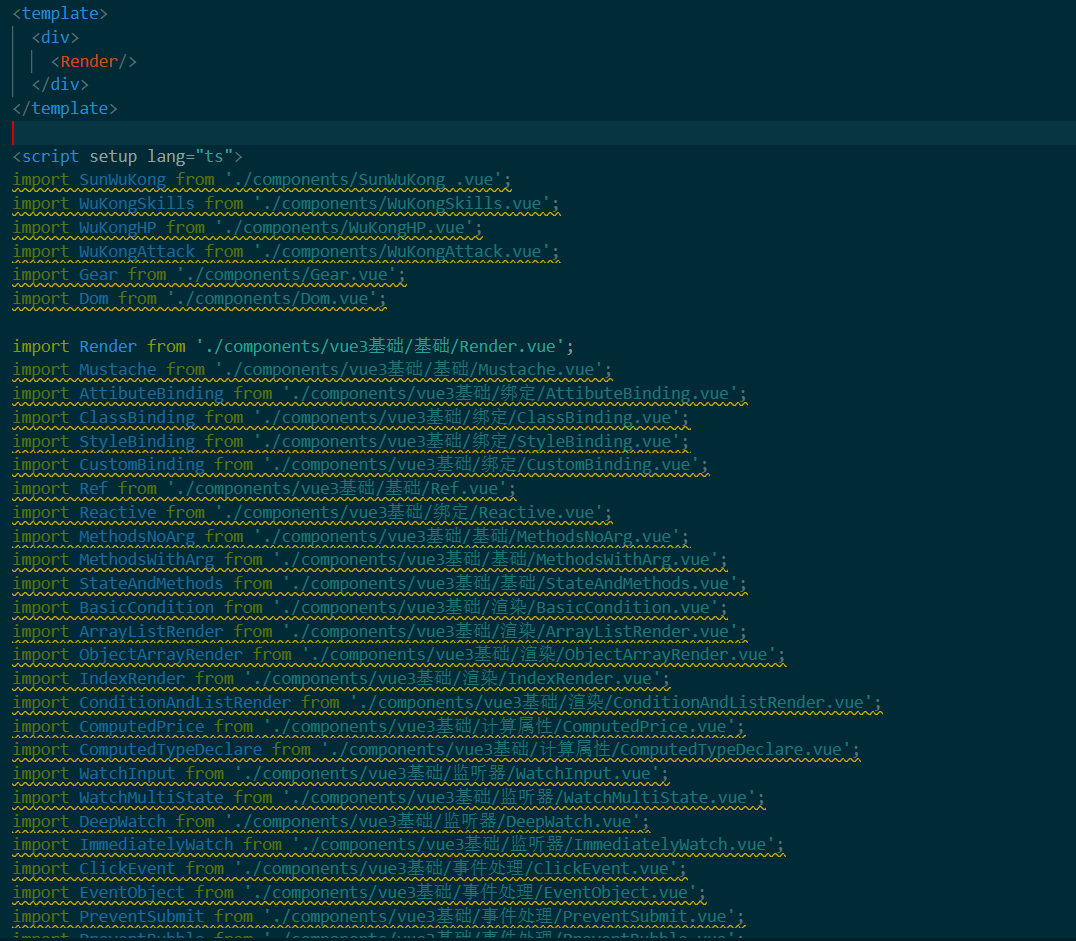 <template>
<div>
<Render/>
</div>
</template>
<script setup lang="ts">
import SunWuKong from './components/SunWuKong .vue';
import WuKongSkills from './components/WuKongSkills.vue';
import WuKongHP from './components/WuKongHP.vue';
import WuKongAttack from './components/WuKongAttack.vue';
import Gear from './components/Gear.vue';
import Dom from './components/Dom.vue';
import Render from './components/vue3基础/基础/Render.vue';
import Mustache from './components/vue3基础/基础/Mustache.vue';
import AttibuteBinding from './components/vue3基础/绑定/AttibuteBinding.vue';
import ClassBinding from './components/vue3基础/绑定/ClassBinding.vue';
import StyleBinding from './components/vue3基础/绑定/StyleBinding.vue';
import CustomBinding from './components/vue3基础/绑定/CustomBinding.vue';
import Ref from './components/vue3基础/基础/Ref.vue';
import Reactive from './components/vue3基础/绑定/Reactive.vue';
import MethodsNoArg from './components/vue3基础/基础/MethodsNoArg.vue';
import MethodsWithArg from './components/vue3基础/基础/MethodsWithArg.vue';
import StateAndMethods from './components/vue3基础/基础/StateAndMethods.vue';
import BasicCondition from './components/vue3基础/渲染/BasicCondition.vue';
import ArrayListRender from './components/vue3基础/渲染/ArrayListRender.vue';
import ObjectArrayRender from './components/vue3基础/渲染/ObjectArrayRender.vue';
import IndexRender from './components/vue3基础/渲染/IndexRender.vue';
import ConditionAndListRender from './components/vue3基础/渲染/ConditionAndListRender.vue';
import ComputedPrice from './components/vue3基础/计算属性/ComputedPrice.vue';
import ComputedTypeDeclare from './components/vue3基础/计算属性/ComputedTypeDeclare.vue';
import WatchInput from './components/vue3基础/监听器/WatchInput.vue';
import WatchMultiState from './components/vue3基础/监听器/WatchMultiState.vue';
import DeepWatch from './components/vue3基础/监听器/DeepWatch.vue';
import ImmediatelyWatch from './components/vue3基础/监听器/ImmediatelyWatch.vue';
import ClickEvent from './components/vue3基础/事件处理/ClickEvent.vue';
import EventObject from './components/vue3基础/事件处理/EventObject.vue';
import PreventSubmit from './components/vue3基础/事件处理/PreventSubmit.vue';
import PreventBubble from './components/vue3基础/事件处理/PreventBubble.vue';